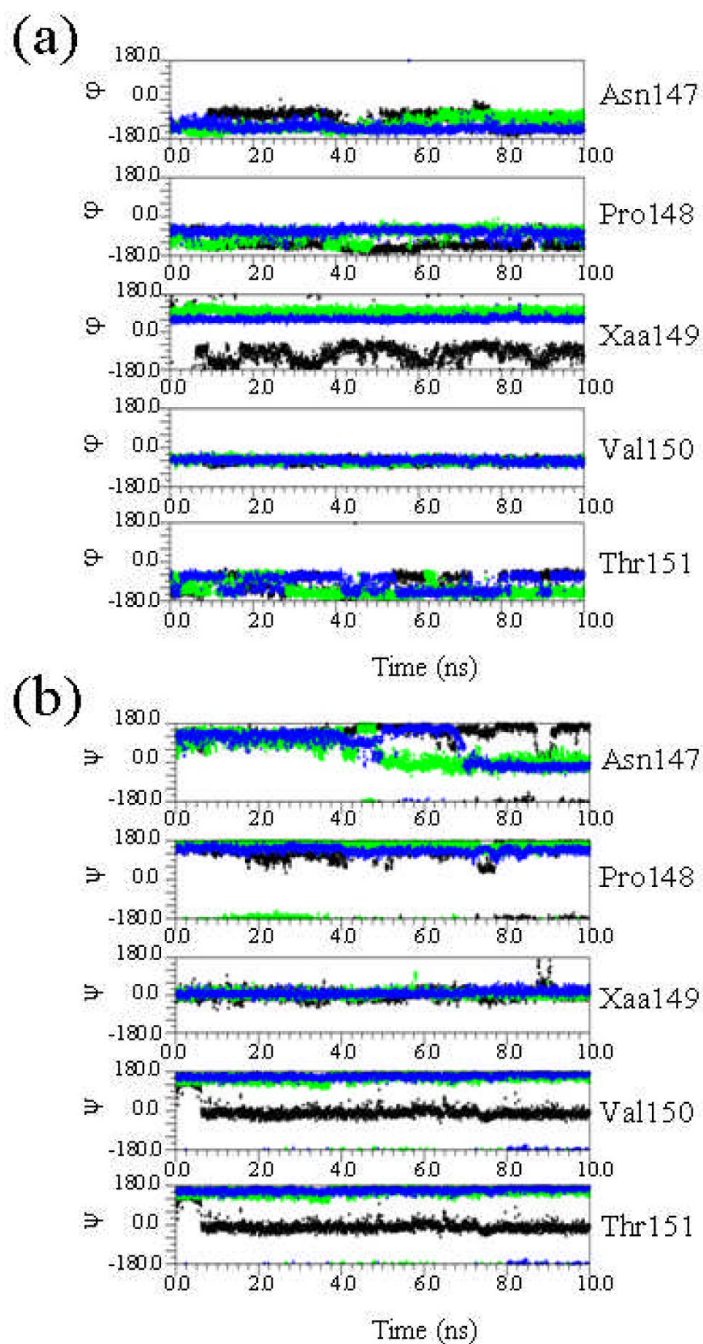 (a)
180.0
φ 0.0 Asn147
-180.0
0.0 2.0 4.0 6.0 8.0 10.0
180.0
φ 0.0 Pro148
-180.0
0.0 2.0 4.0 6.0 8.0 10.0
180.0
φ 0.0 Xaa149
-180.0
0.0 2.0 4.0 6.0 8.0 10.0
180.0
φ 0.0 Val150
-180.0
0.0 2.0 4.0 6.0 8.0 10.0
180.0
φ 0.0 Thr151
-180.0
0.0 2.0 4.0 6.0 8.0 10.0
Time (ns)
(b)
180.0
ψ 0.0 Asn147
-180.0
0.0 2.0 4.0 6.0 8.0 10.0
180.0
ψ 0.0 Pro148
-180.0
0.0 2.0 4.0 6.0 8.0 10.0
180.0
ψ 0.0 Xaa149
-180.0
0.0 2.0 4.0 6.0 8.0 10.0
180.0
ψ 0.0 Val150
-180.0
0.0 2.0 4.0 6.0 8.0 10.0
180.0
ψ 0.0 Thr151
-180.0
0.0 2.0 4.0 6.0 8.0 10.0
Time (ns)